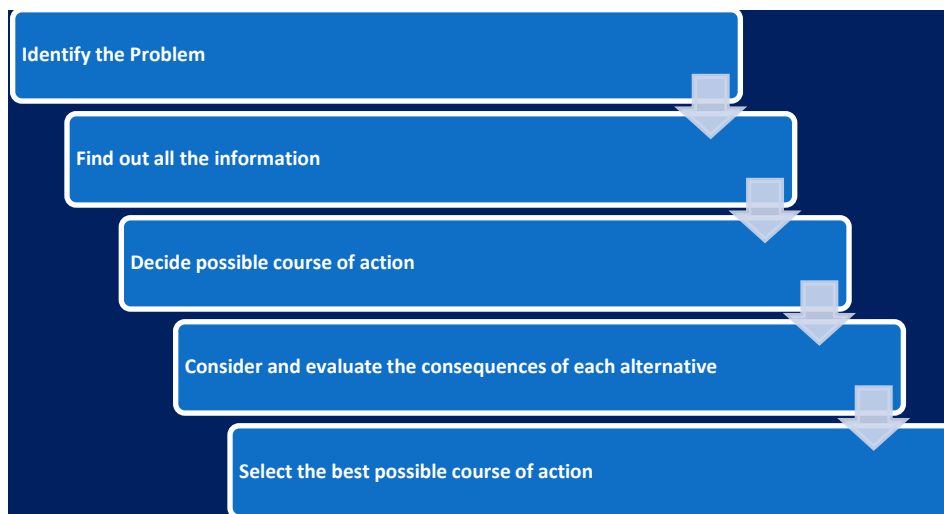 Identify the Problem
Find out all the information
Decide possible course of action
Consider and evaluate the consequences of each alternative
Select the best possible course of action